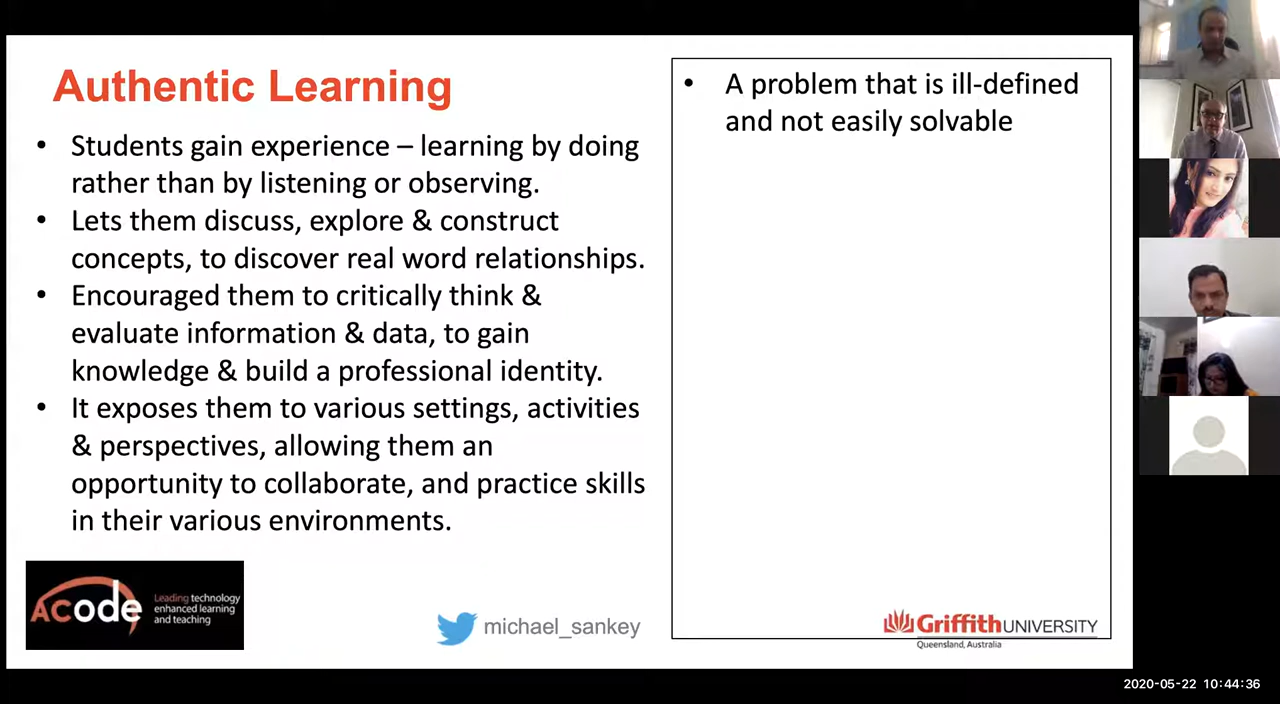 Authentic Learning
• Students gain experience – learning by doing
rather than by listening or observing.
• Lets them discuss, explore & construct
concepts, to discover real word relationships.
• Encouraged them to critically think &
evaluate information & data, to gain
knowledge & build a professional identity.
• It exposes them to various settings, activities
& perspectives, allowing them an
opportunity to collaborate, and practice skills
in their various environments.
• A problem that is ill-defined
and not easily solvable
ACODE
Leading technology
enhanced learning
and teaching
michael_sankey
Griffith UNIVERSITY
Queensland, Australia
2020-05-22 10:44:36